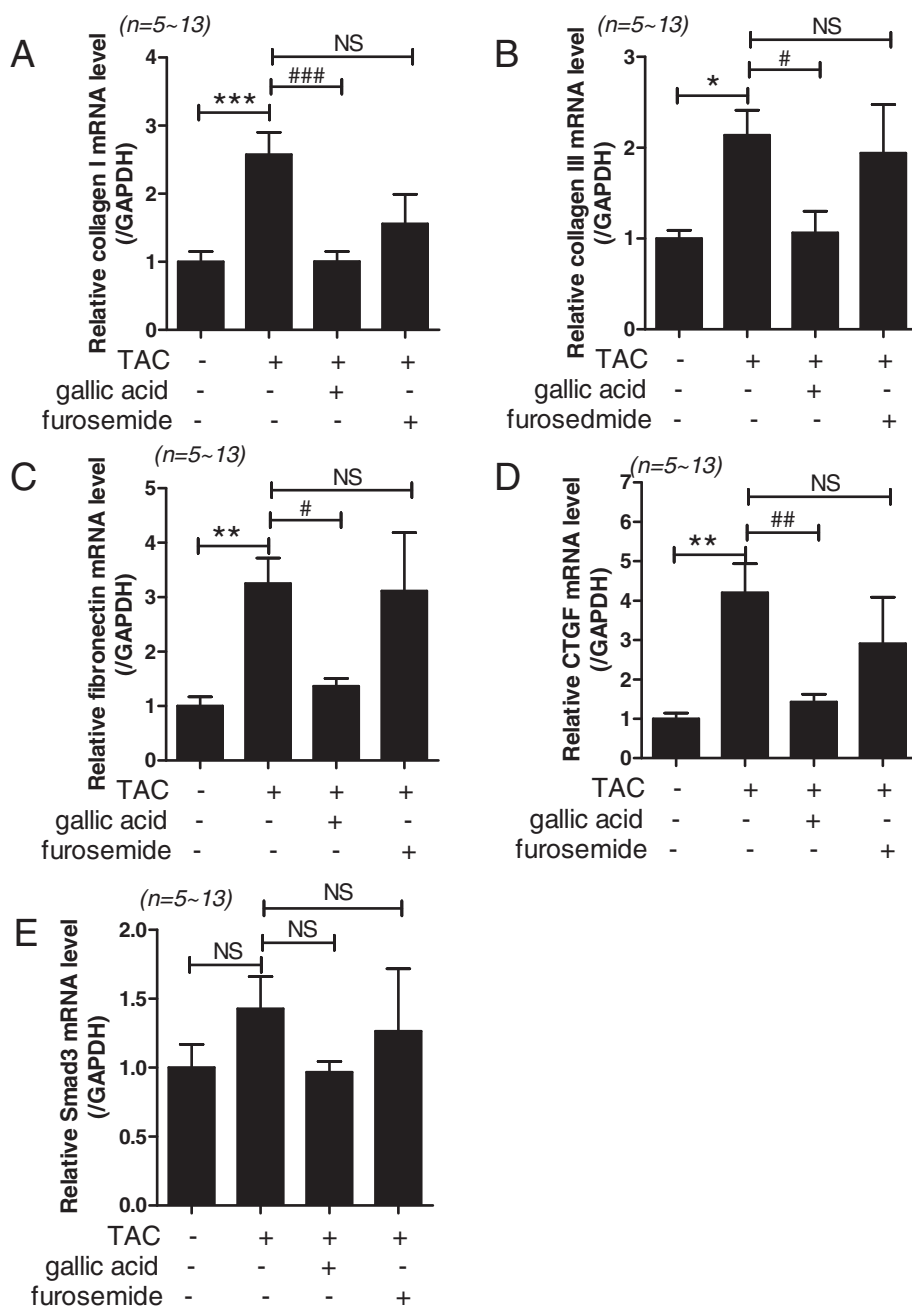 A
(n=5~13)
Relative collagen I mRNA level
(/GAPDH)
4
3
2
1
0
***
###
NS
TAC - + + +
gallic acid - - + -
furosemide - - - +
B
(n=5~13)
Relative collagen III mRNA level
(/GAPDH)
3
2
1
0
*
#
NS
TAC - + + +
gallic acid - - + -
furosedmide - - - +
C
(n=5~13)
Relative fibronectin mRNA level
(/GAPDH)
5
4
3
2
1
0
**
#
NS
TAC - + + +
gallic acid - - + -
furosemide - - - +
D
(n=5~13)
Relative CTGF mRNA level
(/GAPDH)
7
6
5
4
3
2
1
0
**
##
NS
TAC - + + +
gallic acid - - + -
furosemide - - - +
E
(n=5~13)
Relative Smad3 mRNA level
(/GAPDH)
2.0
1.5
1.0
0.5
0.0
NS
NS
NS
TAC - + + +
gallic acid - - + -
furosemide - - - +